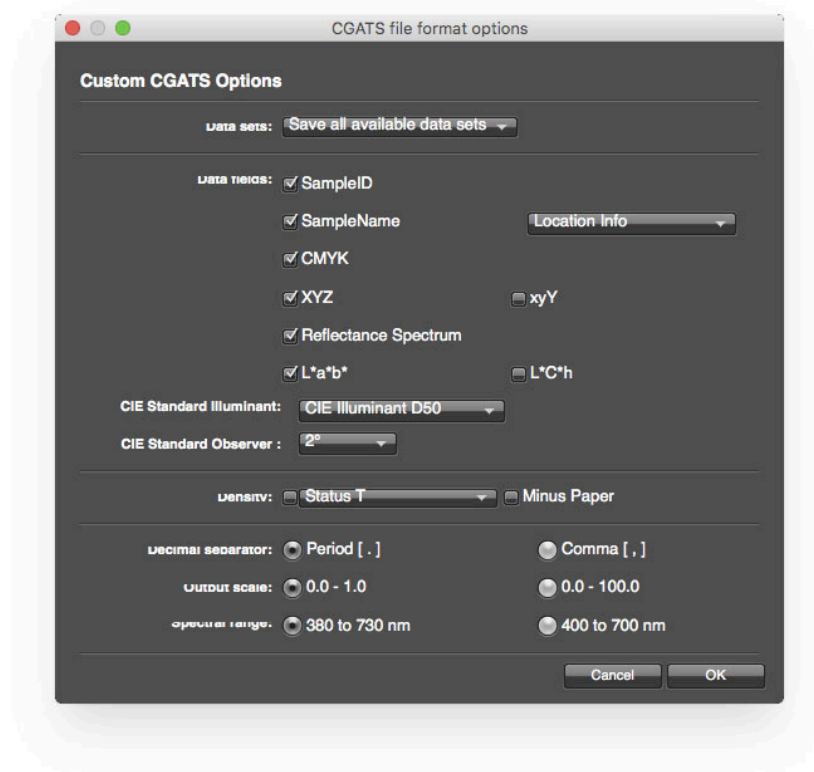 CGATS file format options
Custom CGATS Options
Data sets: Save all available data sets
Data fields: SampleID
SampleName Location Info
CMYK
XYZ xyY
Reflectance Spectrum
L*a*b* L*C*h
CIE Standard Illuminant: CIE Illuminant D50
CIE Standard Observer : 2°
Density: Status T Minus Paper
Decimal separator: Period [ . ] Comma [ , ]
Output scale: 0.0 - 1.0 0.0 - 100.0
Spectral range: 380 to 730 nm 400 to 700 nm
Cancel OK